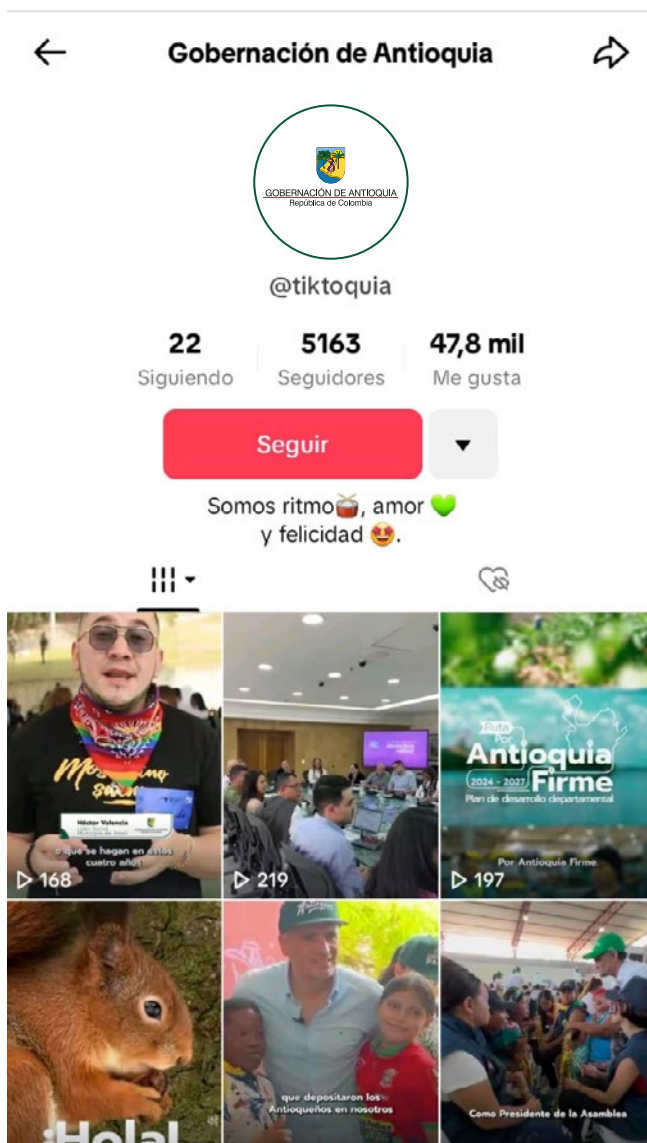 Gobernación de Antioquia
GOBERNACIÓN DE ANTIOQUIA
República de Colombia
@tiktoquia
22 5163 47,8 mil
Siguiendo Seguidores Me gusta
Seguir
Somos ritmo🥁, amor 💚
y felicidad 🤩.
Héctor Valencia
o que se hagan en estos
cuatro años
168
219
Ruta
Por
Antioquia
2024 - 2027 Firme
Plan de desarrollo departamental
Por Antioquia Firme
197
¡Hola!
que depositaron los
Antioqueños en nosotros
Como Presidente de la Asamblea